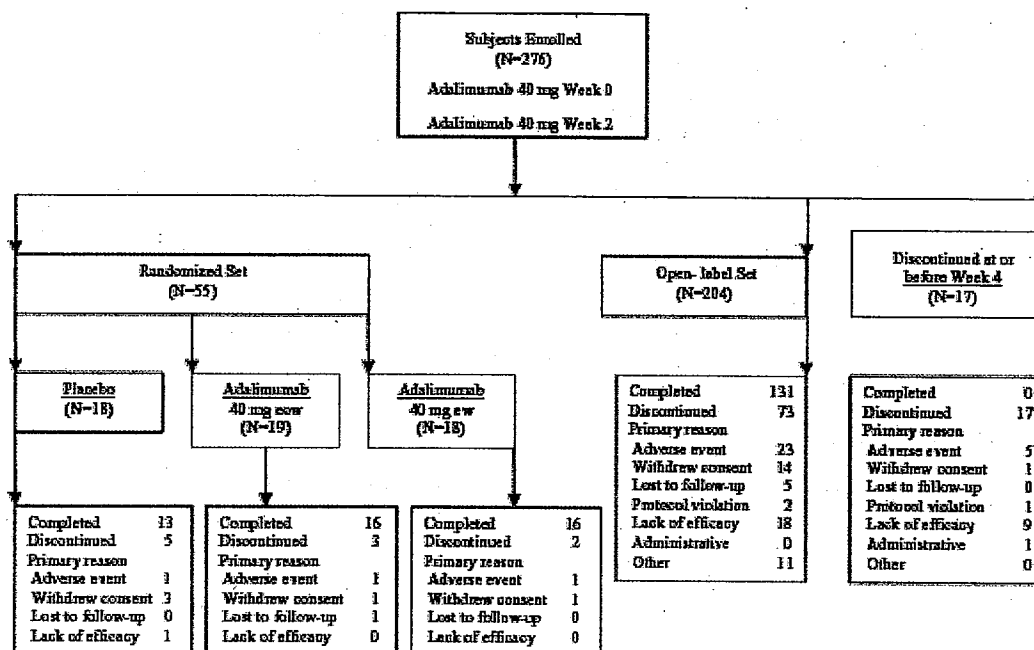 Subjects Enrolled
(N=276)
Adalimumab 40 mg Week 0
Adalimumab 40 mg Week 2
Randomized Set
(N=55)
Open-label Set
(N=204)
Discontinued at or
before Week 4
(N=17)
Placebo
(N=18)
Adalimumab
40 mg eow
(N=19)
Adalimumab
40 mg ew
(N=18)
Completed 13
Discontinued 5
Primary reason
Adverse event 1
Withdrew consent 3
Lost to follow-up 0
Lack of efficacy 1
Completed 16
Discontinued 3
Primary reason
Adverse event 1
Withdrew consent 1
Lost to follow-up 1
Lack of efficacy 0
Completed 16
Discontinued 2
Primary reason
Adverse event 1
Withdrew consent 1
Lost to follow-up 0
Lack of efficacy 0
Completed 131
Discontinued 73
Primary reason
Adverse event 23
Withdrew consent 14
Lost to follow-up 5
Protocol violation 2
Lack of efficacy 18
Administrative 0
Other 11
Completed 0
Discontinued 17
Primary reason
Adverse event 5
Withdrew consent 1
Lost to follow-up 0
Protocol violation 1
Lack of efficacy 9
Administrative 1
Other 0